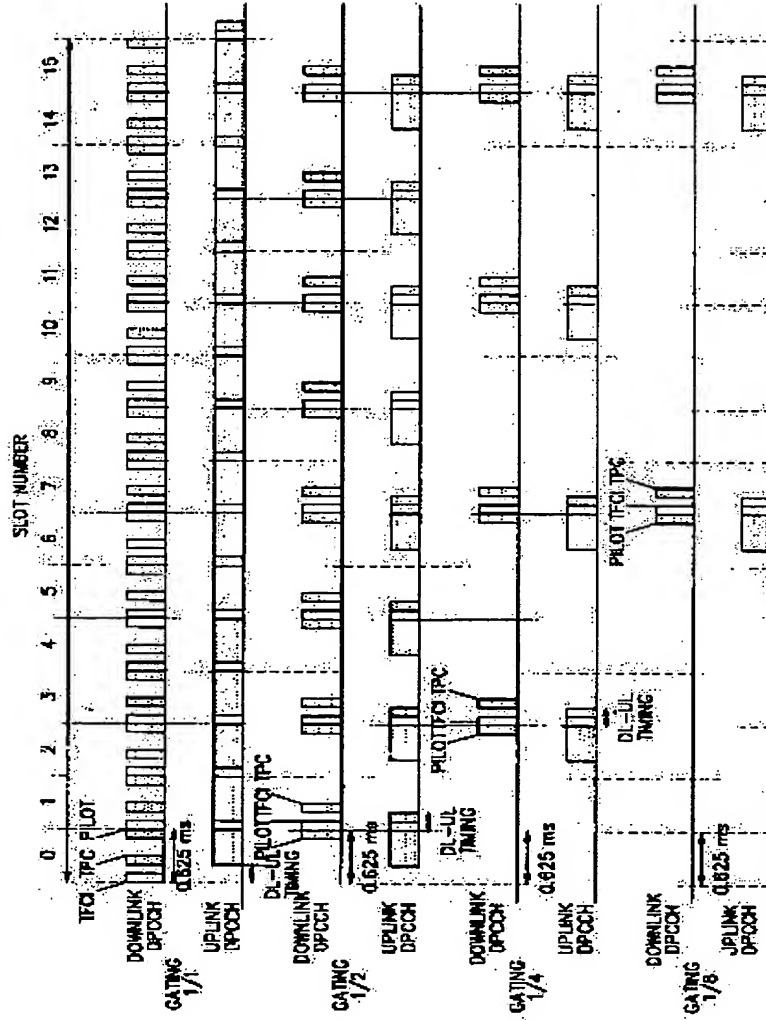 SLOT NUMBER
0 1 2 3 4 5 6 7 8 9 10 11 12 13 14 15
TFCI TPC PILOT
DOWNLINK
DPCCH
0.625 ms
GATING
1/1
UPLINK
DPCCH
DL-UL
TIMING
PILOT TFCI TPC
DOWNLINK
DPCCH
0.625 ms
GATING
1/2
UPLINK
DPCCH
DL-UL
TIMING
PILOT TFCI TPC
DOWNLINK
DPCCH
0.625 ms
GATING
1/4
UPLINK
DPCCH
DL-UL
TIMING
PILOT TFCI TPC
DOWNLINK
DPCCH
0.625 ms
GATING
1/8
UPLINK
DPCCH